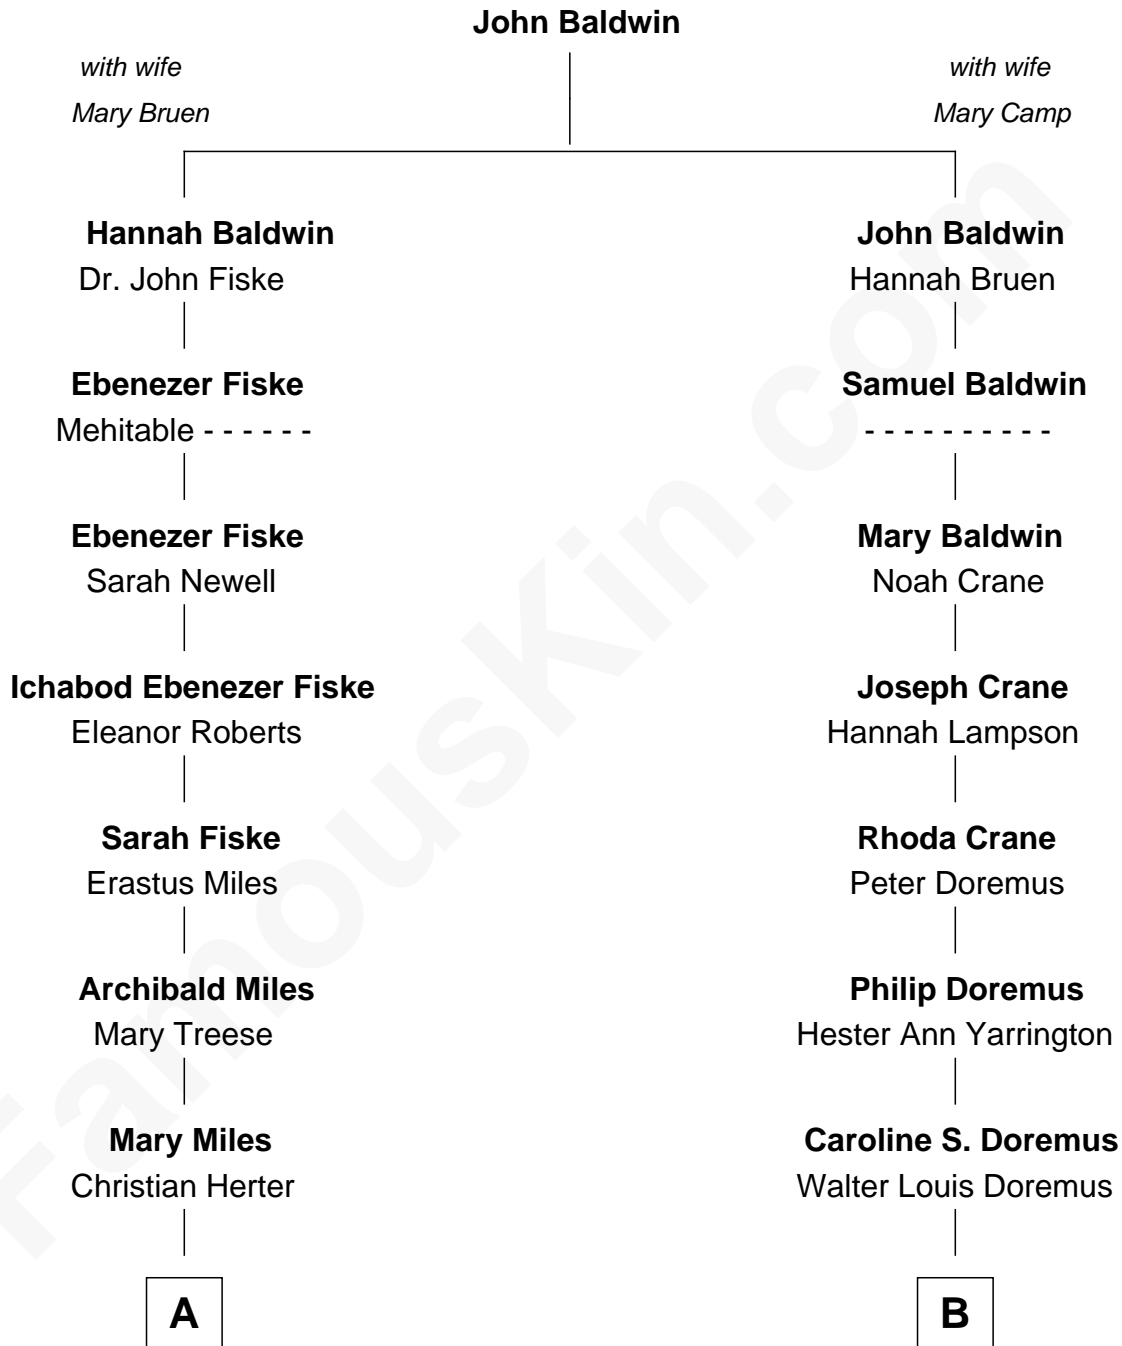 John Baldwin
with wife
Mary Bruen
with wife
Mary Camp
Hannah Baldwin
Dr. John Fiske
John Baldwin
Hannah Bruen
Ebenezer Fiske
Mehitable - - - - - -
Samuel Baldwin
- - - - - - - - - -
Ebenezer Fiske
Sarah Newell
Mary Baldwin
Noah Crane
Ichabod Ebenezer Fiske
Eleanor Roberts
Joseph Crane
Hannah Lampson
Sarah Fiske
Erastus Miles
Rhoda Crane
Peter Doremus
Archibald Miles
Mary Treese
Philip Doremus
Hester Ann Yarrington
Mary Miles
Christian Herter
Caroline S. Doremus
Walter Louis Doremus
A
B
FamousKin.com